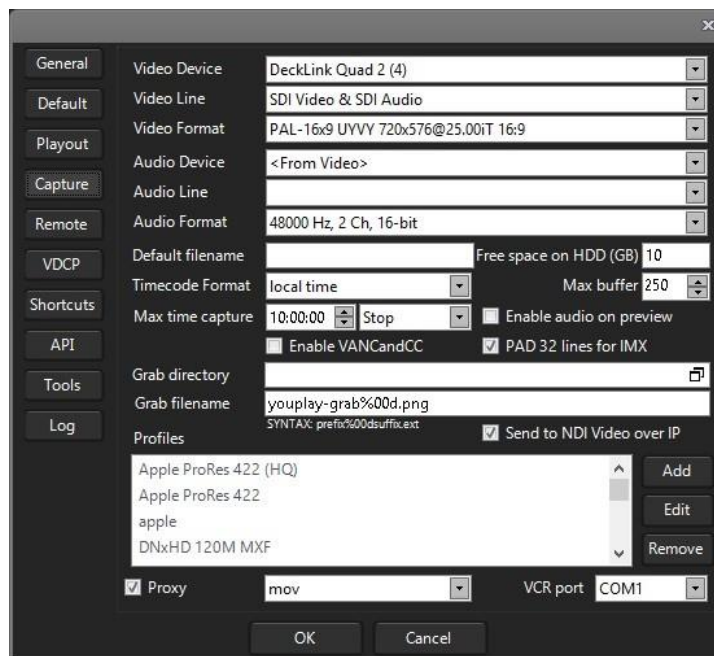 x
General
Default
Playout
Capture
Remote
VDCP
Shortcuts
API
Tools
Log
Video Device DeckLink Quad 2 (4)
Video Line SDI Video & SDI Audio
Video Format PAL-16x9 UYVY 720x576@25.00iT 16:9
Audio Device <From Video>
Audio Line
Audio Format 48000 Hz, 2 Ch, 16-bit
Default filename Free space on HDD (GB) 10
Timecode Format local time Max buffer 250
Max time capture 10:00:00 Stop Enable audio on preview
Enable VANCandCC PAD 32 lines for IMX
Grab directory
Grab filename youplay-grab%00d.png
SYNTAX: prefix%00dsuffix.ext
Profiles Send to NDI Video over IP
Apple ProRes 422 (HQ)
Apple ProRes 422
apple
DNxHD 120M MXF
Add
Edit
Remove
Proxy mov VCR port COM1
OK Cancel